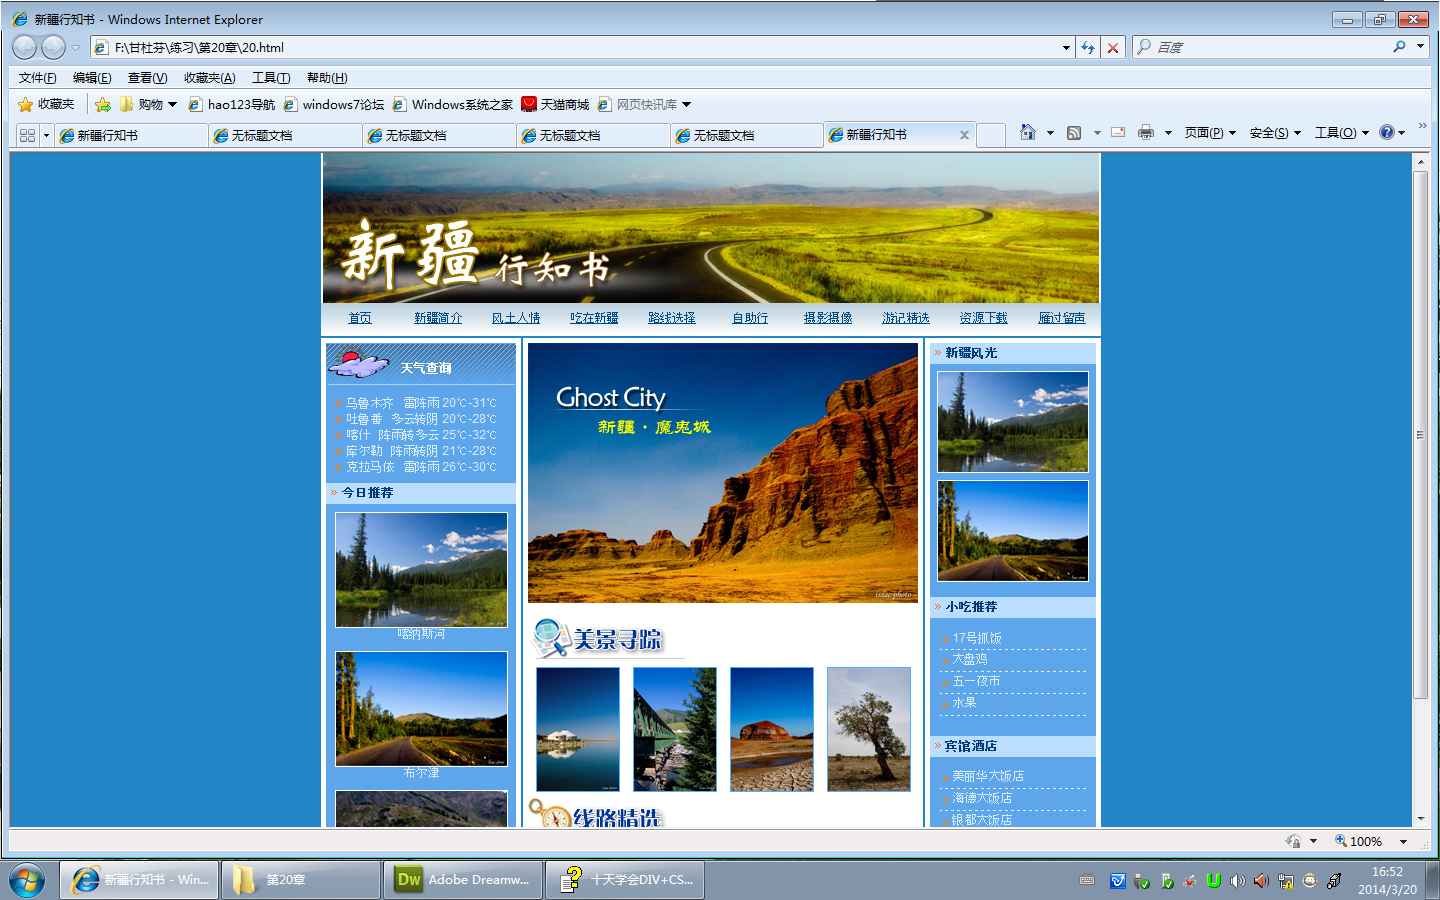 新疆行知书 - Windows Internet Explorer
F:\甘杜芬\练习\第20章\20.html
百度
文件(F) 编辑(E) 查看(V) 收藏夹(A) 工具(T) 帮助(H)
收藏夹 购物 hao123导航 windows7论坛 Windows系统之家 天猫商城 网页快讯库
新疆行知书 无标题文档 无标题文档 无标题文档 无标题文档 新疆行知书 页面(P) 安全(S) 工具(O)
新疆行知书
首页 新疆简介 风土人情 吃在新疆 路线选择 自助行 摄影摄像 游记精选 资源下载 雁过留声
天气查询
乌鲁木齐 雷阵雨 20℃-31℃
吐鲁番 多云转阴 20℃-28℃
喀什 阵雨转多云 25℃-32℃
库尔勒 阵雨转阴 21℃-28℃
克拉马依 雷阵雨 26℃-30℃
今日推荐
喀纳斯河
布尔津
Ghost City
新疆·魔鬼城
isaac photo
美景寻踪
线路精选
新疆风光
小吃推荐
17号抓饭
大盘鸡
五一夜市
水果
宾馆酒店
美丽华大饭店
海德大饭店
银都大饭店
100%
新疆行知书 - Win...
第20章
Dw Adobe Dreamw...
十天学会DIV+CS...
16:52
2014/3/20